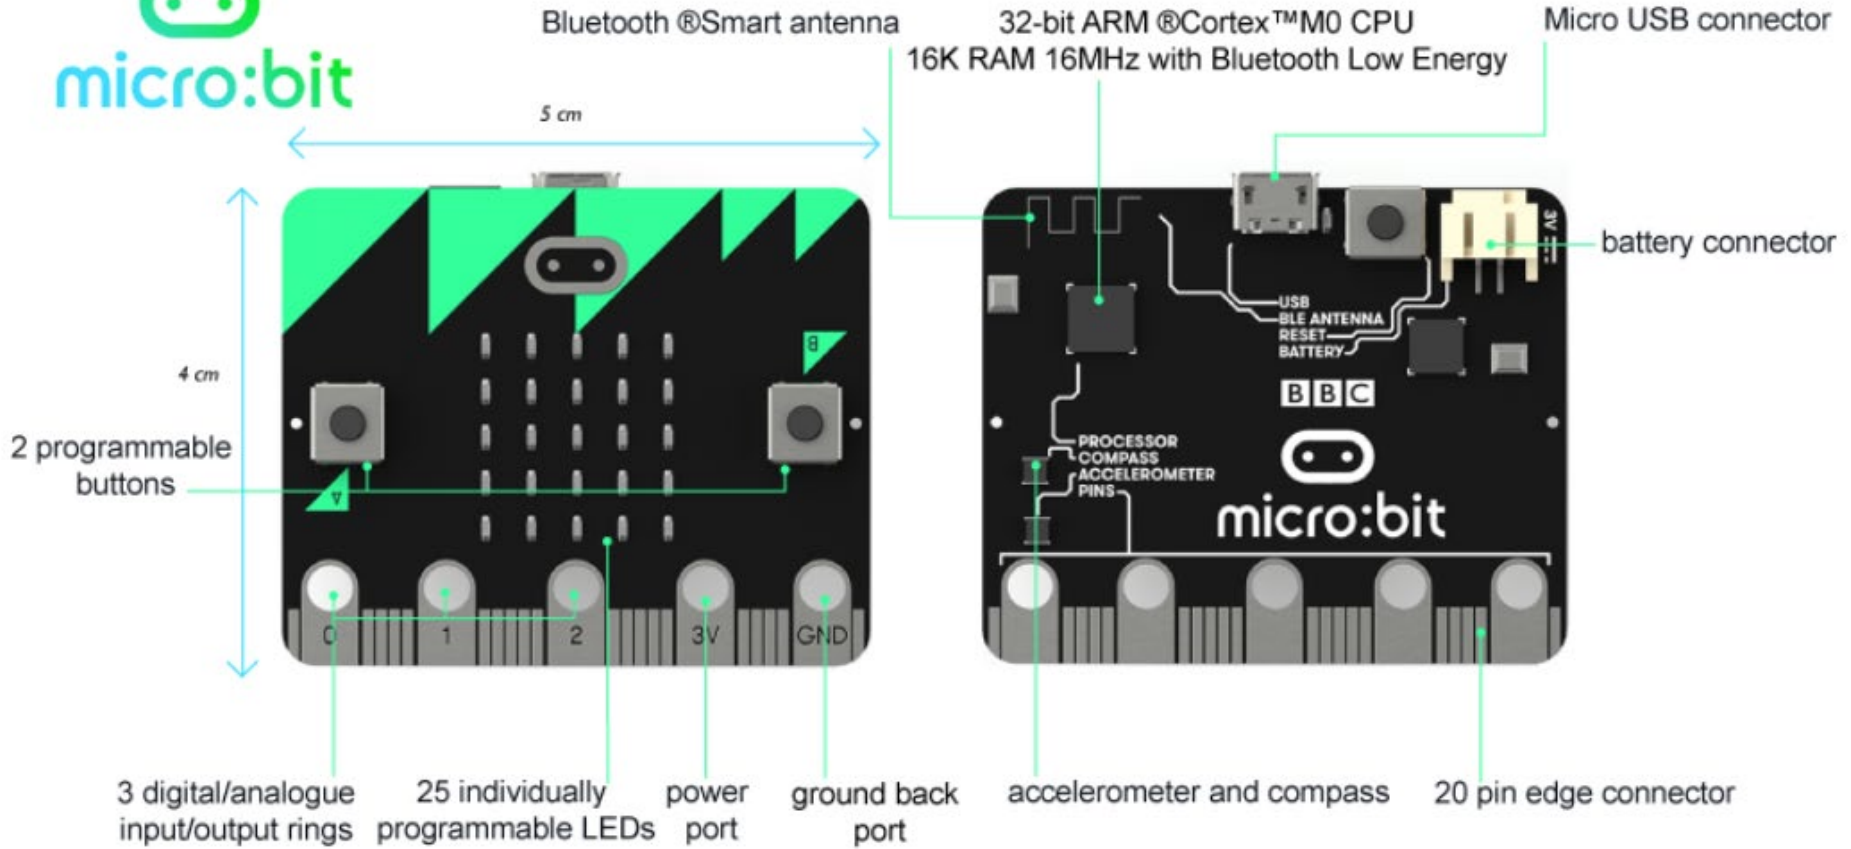 micro:bit
Bluetooth ®Smart antenna
32-bit ARM ®Cortex™M0 CPU
16K RAM 16MHz with Bluetooth Low Energy
Micro USB connector
5 cm
4 cm
battery connector
2 programmable
buttons
A
B
0
1
2
3V
GND
3V
USB
BLE ANTENNA
RESET
BATTERY
BBC
PROCESSOR
COMPASS
ACCELEROMETER
PINS
micro:bit
3 digital/analogue
input/output rings
25 individually
programmable LEDs
power
port
ground back
port
accelerometer and compass
20 pin edge connector